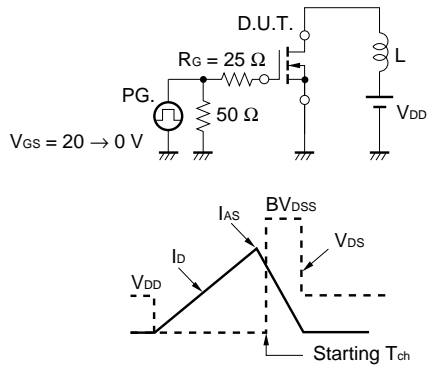 D.U.T.
RG = 25 Ω
L
PG.
50 Ω
VDD
VGS = 20 → 0 V
BVDSS
IAS
VDS
ID
VDD
Starting Tch